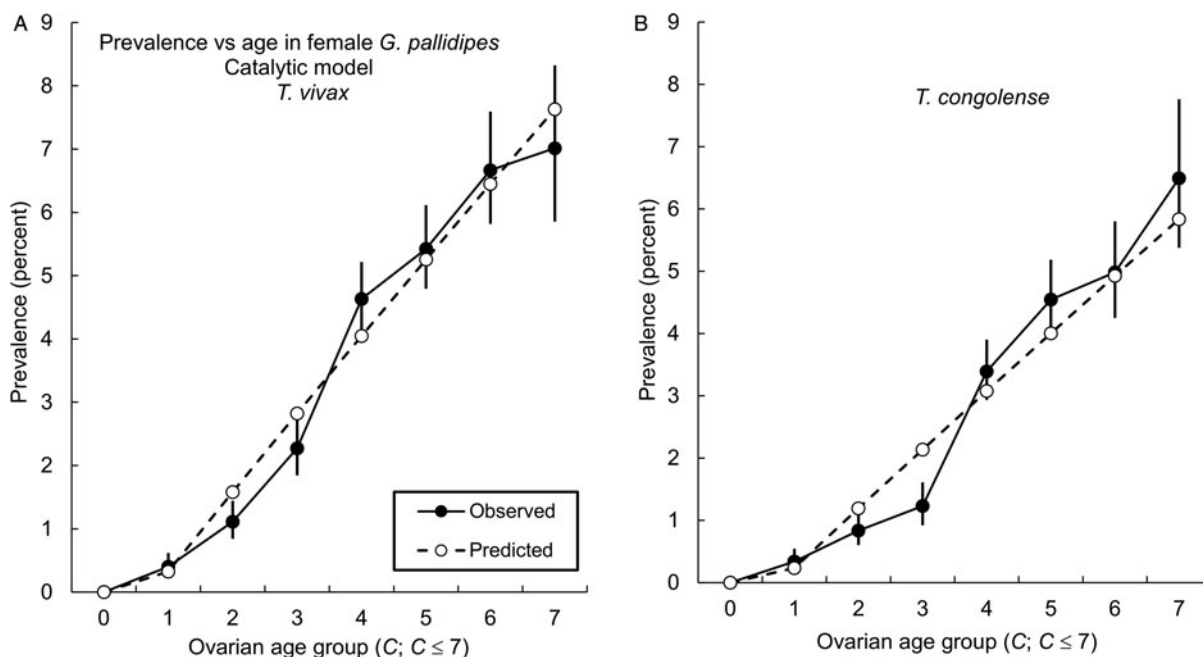 A
Prevalence vs age in female G. pallidipes
Catalytic model
T. vivax
Prevalence (percent)
9
8
7
6
5
4
3
2
1
0
0 1 2 3 4 5 6 7
Ovarian age group (C; C ≤ 7)
Observed
Predicted
B
T. congolense
Prevalence (percent)
9
8
7
6
5
4
3
2
1
0
0 1 2 3 4 5 6 7
Ovarian age group (C; C ≤ 7)